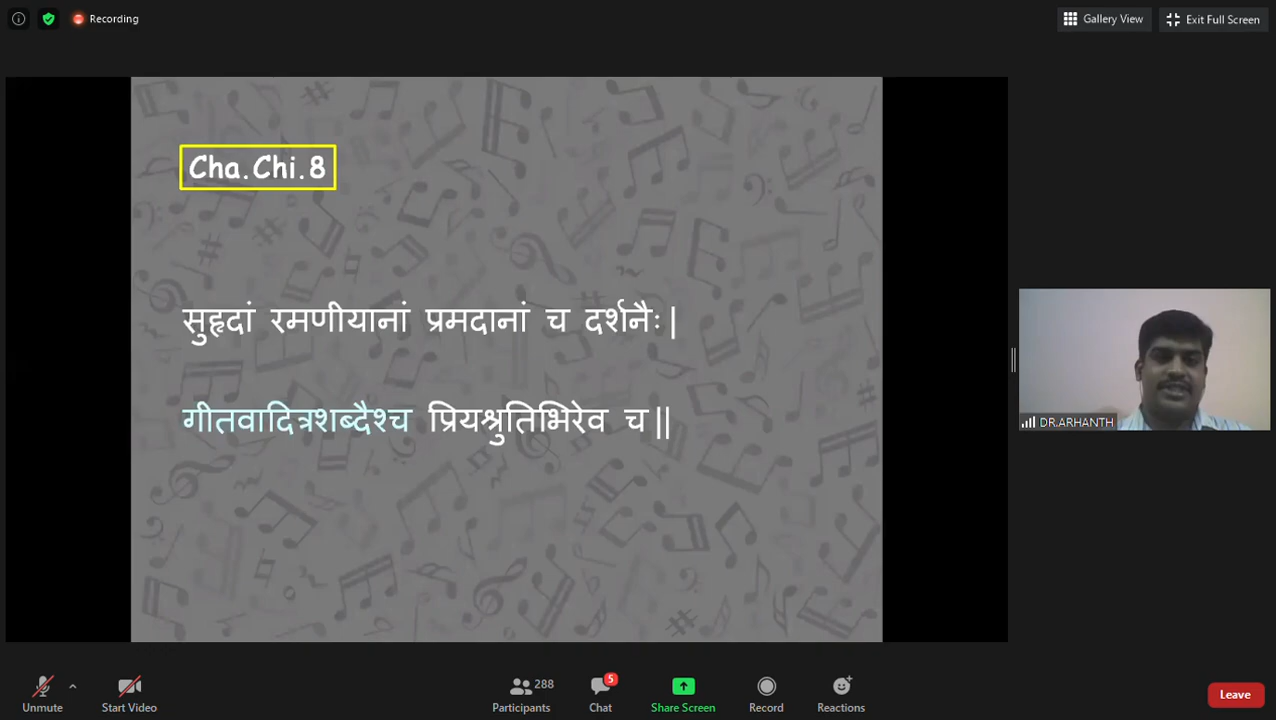 Recording
Gallery View
Exit Full Screen
Cha.Chi.8
सुहृदां रमणीयानां प्रमदानां च दर्शनैः|
गीतवादित्रशब्दैश्च प्रियश्रुतिभिरेव च||
DR.ARHANTH
Unmute
Start Video
288
Participants
5
Chat
Share Screen
Record
Reactions
Leave